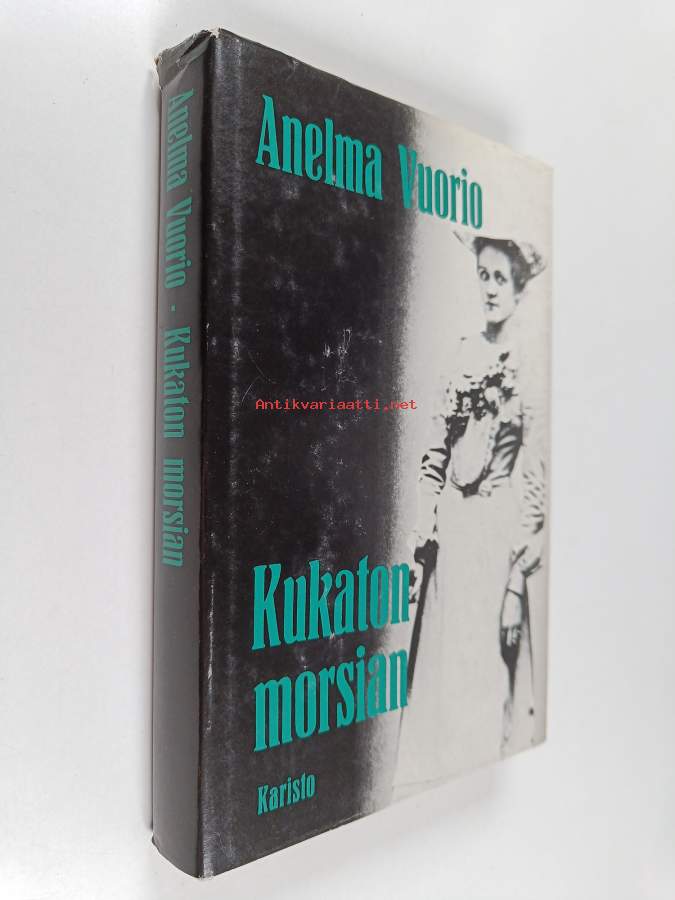 Anelma Vuorio · Kukaton morsian
Anelma Vuorio
Antikvariaatti.net
Kukaton
morsian
Karisto